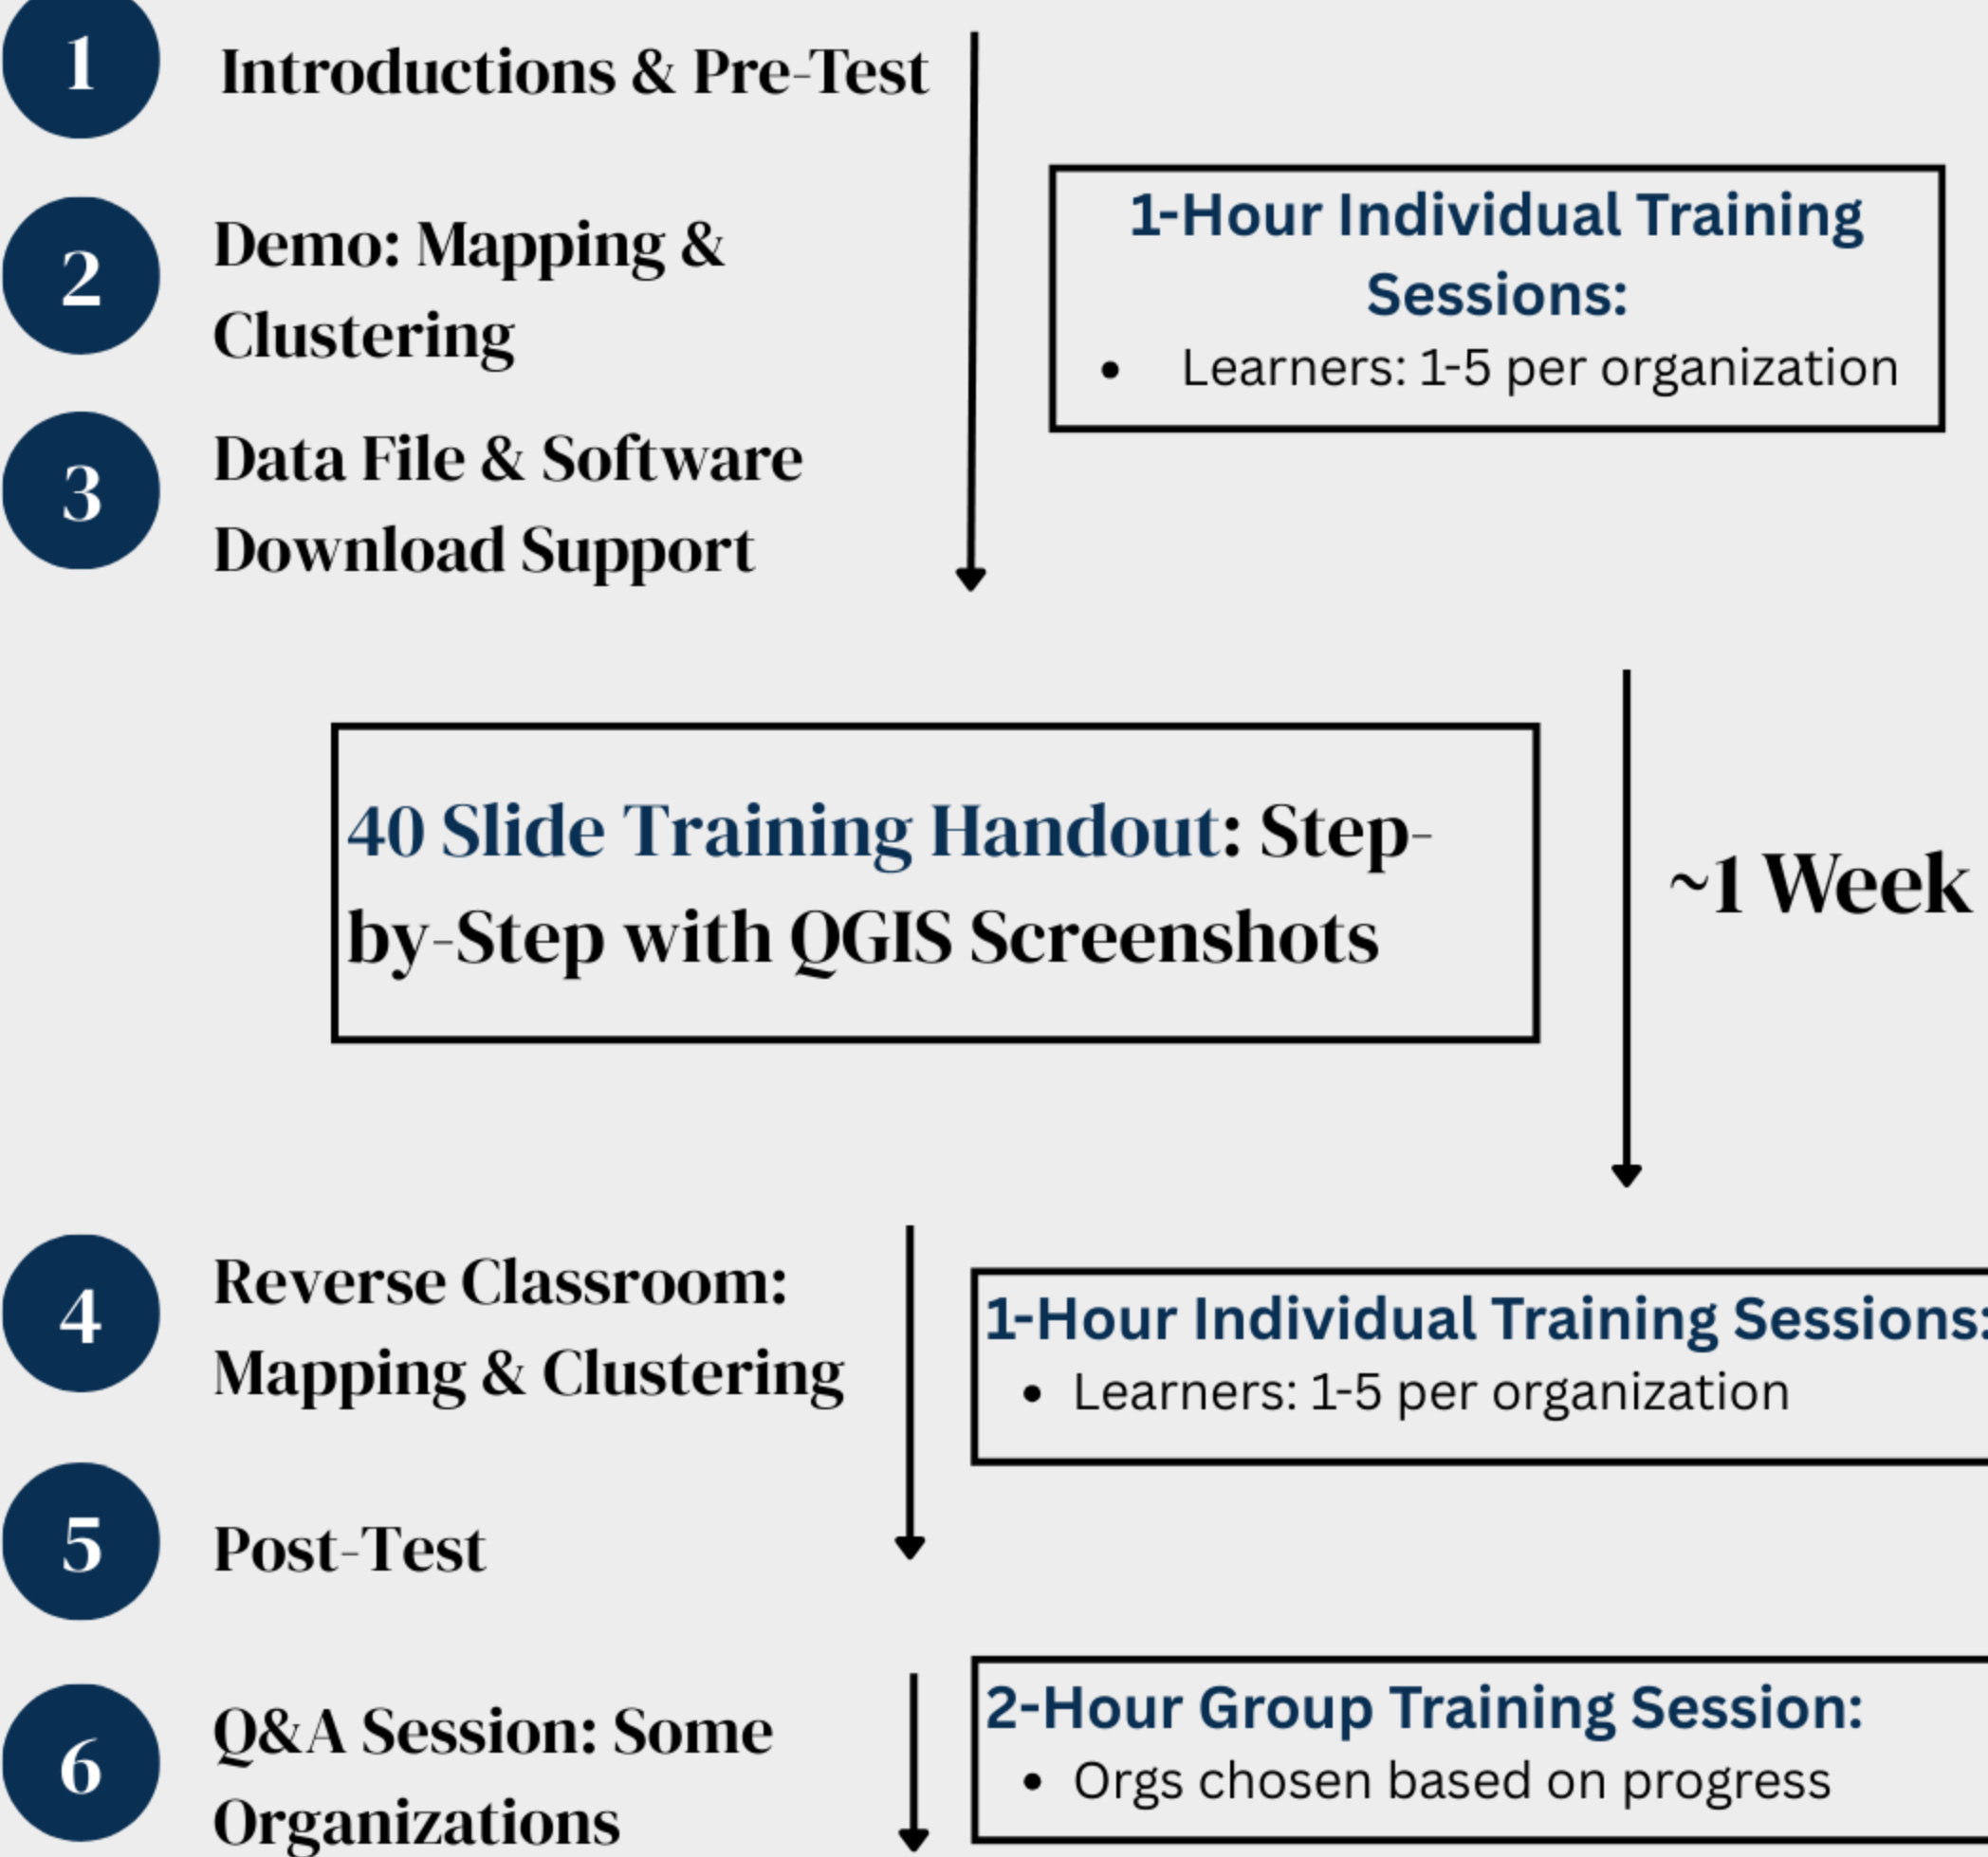 1
Introductions & Pre-Test
1-Hour Individual Training
Sessions:
• Learners: 1-5 per organization
2
Demo: Mapping &
Clustering
3
Data File & Software
Download Support
40 Slide Training Handout: Step-
by-Step with QGIS Screenshots
~1 Week
4
Reverse Classroom:
Mapping & Clustering
1-Hour Individual Training Sessions:
• Learners: 1-5 per organization
5
Post-Test
6
Q&A Session: Some
Organizations
2-Hour Group Training Session:
• Orgs chosen based on progress